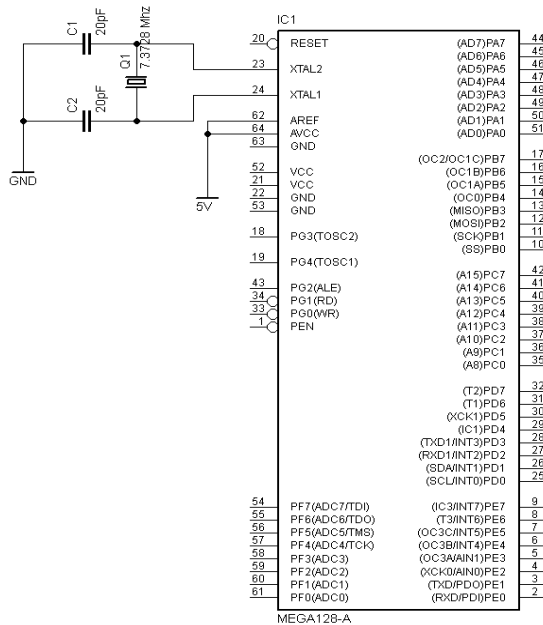 IC1
C1
20pF
Q1
7.3728 Mhz
C2
20pF
GND
5V
20 RESET
23 XTAL2
24 XTAL1
62 AREF
64 AVCC
63 GND
52 VCC
21 VCC
22 GND
53 GND
18 PG3(TOSC2)
19 PG4(TOSC1)
43 PG2(ALE)
34 PG1(RD)
33 PG0(WR)
1 PEN
54 PF7(ADC7/TDI)
55 PF6(ADC6/TDO)
56 PF5(ADC5/TMS)
57 PF4(ADC4/TCK)
58 PF3(ADC3)
59 PF2(ADC2)
60 PF1(ADC1)
61 PF0(ADC0)
(AD7)PA7 44
(AD6)PA6 45
(AD5)PA5 46
(AD4)PA4 47
(AD3)PA3 48
(AD2)PA2 49
(AD1)PA1 50
(AD0)PA0 51
(OC2/OC1C)PB7 17
(OC1B)PB6 16
(OC1A)PB5 15
(OC0)PB4 14
(MISO)PB3 13
(MOSI)PB2 12
(SCK)PB1 11
(SS)PB0 10
(A15)PC7 42
(A14)PC6 41
(A13)PC5 40
(A12)PC4 39
(A11)PC3 38
(A10)PC2 37
(A9)PC1 36
(A8)PC0 35
(T2)PD7 32
(T1)PD6 31
(XCK1)PD5 30
(IC1)PD4 29
(TXD1/INT3)PD3 28
(RXD1/INT2)PD2 27
(SDA/INT1)PD1 26
(SCL/INT0)PD0 25
(IC3/INT7)PE7 9
(T3/INT6)PE6 8
(OC3C/INT5)PE5 7
(OC3B/INT4)PE4 6
(OC3A/AIN1)PE3 5
(XCK0/AIN0)PE2 4
(TXD/PDO)PE1 3
(RXD/PDI)PE0 2
MEGA128-A